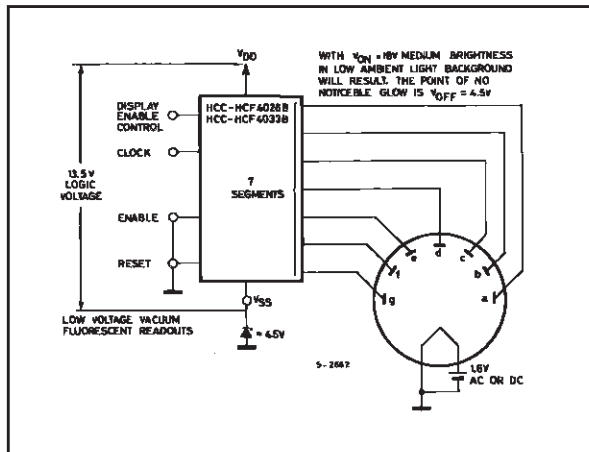 VDD
WITH VON =18V MEDIUM BRIGHTNESS
IN LOW AMBIENT LIGHT BACKGROUND
WILL RESULT. THE POINT OF NO
NOTICEABLE GLOW IS VOFF = 4.5V
DISPLAY
ENABLE
CONTROL
HCC-HCF4026B
HCC-HCF4033B
CLOCK
13.5V
LOGIC
VOLTAGE
7
SEGMENTS
ENABLE
RESET
VSS
LOW VOLTAGE VACUUM
FLUORESCENT READOUTS
= 4.5V
d
e
c
f
b
g
a
S-2642
1.6V
AC OR DC